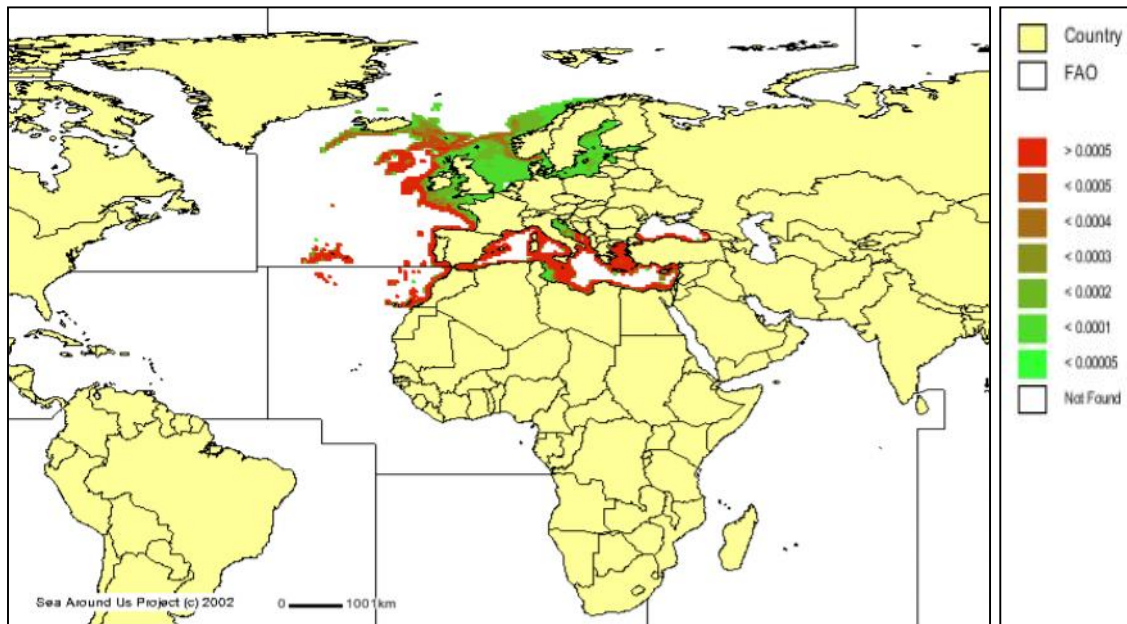 Country
FAO
> 0.0005
< 0.0005
< 0.0004
< 0.0003
< 0.0002
< 0.0001
< 0.00005
Not Found
Sea Around Us Project (c) 2002 0 1001km